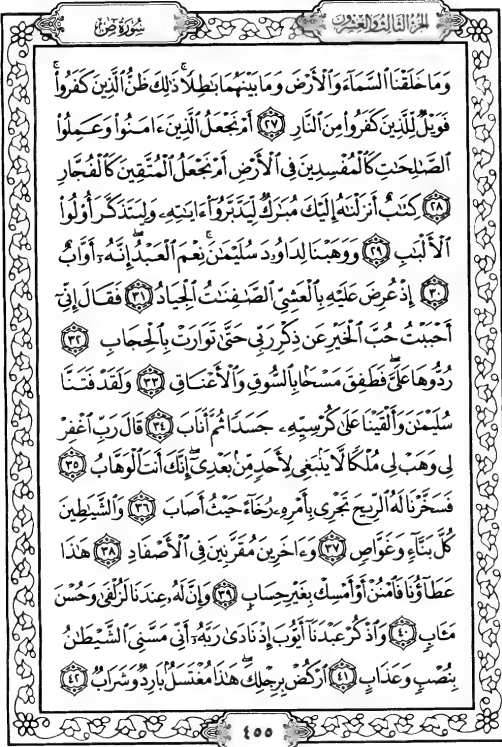 سُورَةُ صٓ
الجُزْءُ الثَّالِثُ وَالعِشْرُونَ
وَمَا خَلَقْنَا ٱلسَّمَآءَ وَٱلْأَرْضَ وَمَا بَيْنَهُمَا بَٰطِلًا ۚ ذَٰلِكَ ظَنُّ ٱلَّذِينَ كَفَرُوا۟ ۚ
فَوَيْلٌ لِّلَّذِينَ كَفَرُوا۟ مِنَ ٱلنَّارِ ﴿٢٧﴾ أَمْ نَجْعَلُ ٱلَّذِينَ ءَامَنُوا۟ وَعَمِلُوا۟
ٱلصَّٰلِحَٰتِ كَٱلْمُفْسِدِينَ فِى ٱلْأَرْضِ أَمْ نَجْعَلُ ٱلْمُتَّقِينَ كَٱلْفُجَّارِ
﴿٢٨﴾ كِتَٰبٌ أَنزَلْنَٰهُ إِلَيْكَ مُبَٰرَكٌ لِّيَدَّبَّرُوٓا۟ ءَايَٰتِهِۦ وَلِيَتَذَكَّرَ أُو۟لُوا۟
ٱلْأَلْبَٰبِ ﴿٢٩﴾ وَوَهَبْنَا لِدَاوُۥدَ سُلَيْمَٰنَ ۚ نِعْمَ ٱلْعَبْدُ ۖ إِنَّهُۥٓ أَوَّابٌ
﴿٣٠﴾ إِذْ عُرِضَ عَلَيْهِ بِٱلْعَشِىِّ ٱلصَّٰفِنَٰتُ ٱلْجِيَادُ ﴿٣١﴾ فَقَالَ إِنِّىٓ
أَحْبَبْتُ حُبَّ ٱلْخَيْرِ عَن ذِكْرِ رَبِّى حَتَّىٰ تَوَارَتْ بِٱلْحِجَابِ ﴿٣٢﴾
رُدُّوهَا عَلَىَّ ۖ فَطَفِقَ مَسْحًۢا بِٱلسُّوقِ وَٱلْأَعْنَاقِ ﴿٣٣﴾ وَلَقَدْ فَتَنَّا
سُلَيْمَٰنَ وَأَلْقَيْنَا عَلَىٰ كُرْسِيِّهِۦ جَسَدًا ثُمَّ أَنَابَ ﴿٣٤﴾ قَالَ رَبِّ ٱغْفِرْ
لِى وَهَبْ لِى مُلْكًا لَّا يَنۢبَغِى لِأَحَدٍ مِّنۢ بَعْدِىٓ ۖ إِنَّكَ أَنتَ ٱلْوَهَّابُ ﴿٣٥﴾
فَسَخَّرْنَا لَهُ ٱلرِّيحَ تَجْرِى بِأَمْرِهِۦ رُخَآءً حَيْثُ أَصَابَ ﴿٣٦﴾ وَٱلشَّيَٰطِينَ
كُلَّ بَنَّآءٍ وَغَوَّاصٍ ﴿٣٧﴾ وَءَاخَرِينَ مُقَرَّنِينَ فِى ٱلْأَصْفَادِ ﴿٣٨﴾ هَٰذَا
عَطَآؤُنَا فَٱمْنُنْ أَوْ أَمْسِكْ بِغَيْرِ حِسَابٍ ﴿٣٩﴾ وَإِنَّ لَهُۥ عِندَنَا لَزُلْفَىٰ وَحُسْنَ
مَـَٔابٍ ﴿٤٠﴾ وَٱذْكُرْ عَبْدَنَآ أَيُّوبَ إِذْ نَادَىٰ رَبَّهُۥٓ أَنِّى مَسَّنِىَ ٱلشَّيْطَٰنُ
بِنُصْبٍ وَعَذَابٍ ﴿٤١﴾ ٱرْكُضْ بِرِجْلِكَ ۖ هَٰذَا مُغْتَسَلٌۢ بَارِدٌ وَشَرَابٌ ﴿٤٢﴾
٤٥٥